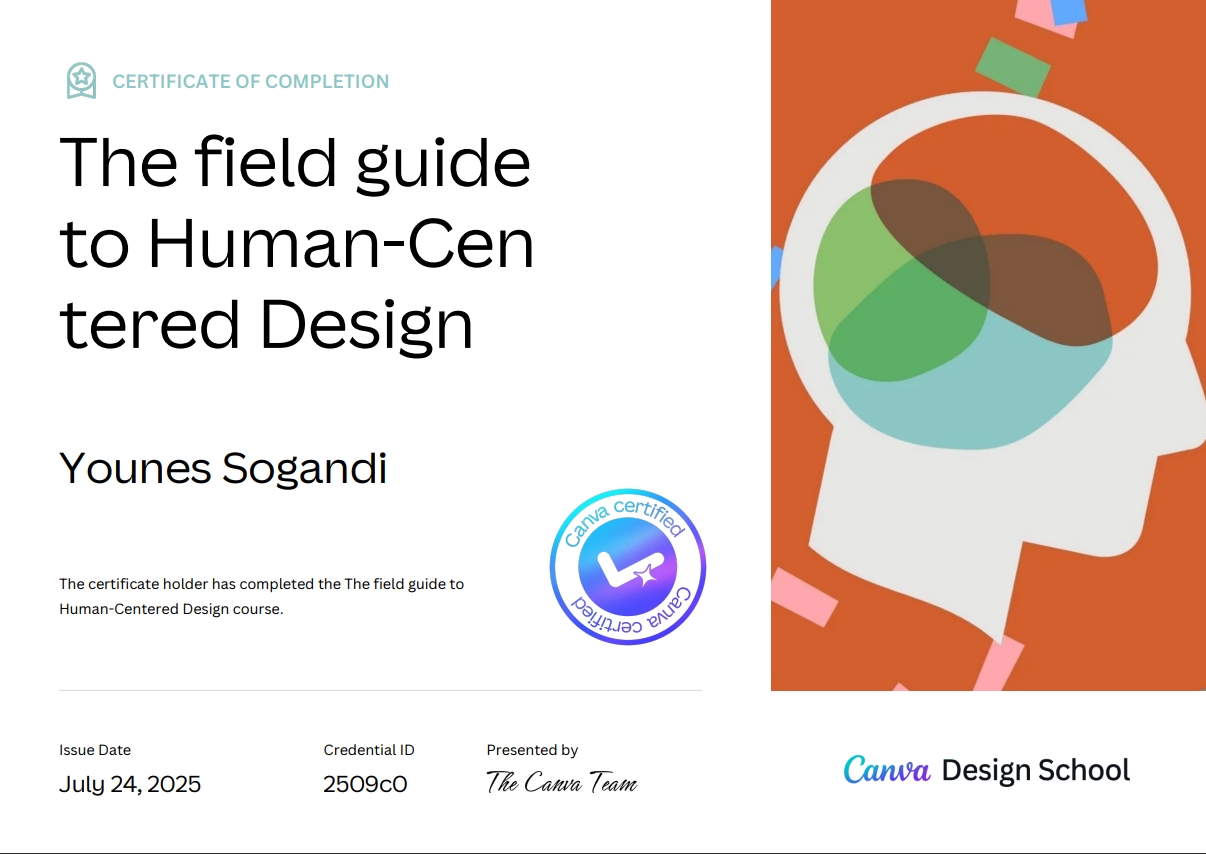 CERTIFICATE OF COMPLETION
The field guide
to Human-Cen
tered Design
Younes Sogandi
Canva certified
Canva certified
The certificate holder has completed the The field guide to
Human-Centered Design course.
Issue Date
July 24, 2025
Credential ID
2509c0
Presented by
The Canva Team
Canva Design School